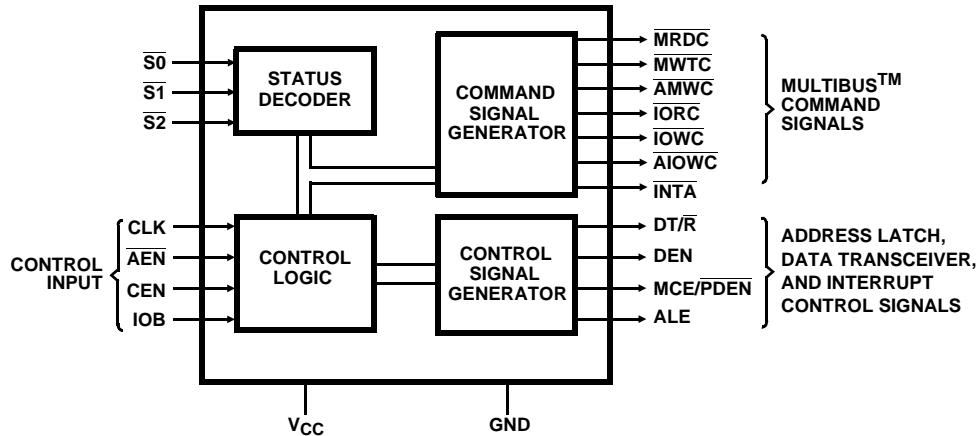 S0
S1
S2
STATUS
DECODER
COMMAND
SIGNAL
GENERATOR
MRDC
MWTC
AMWC
IORC
IOWC
AIOWC
INTA
MULTIBUS™
COMMAND
SIGNALS
CONTROL
INPUT
CLK
AEN
CEN
IOB
CONTROL
LOGIC
CONTROL
SIGNAL
GENERATOR
DT/R
DEN
MCE/PDEN
ALE
ADDRESS LATCH,
DATA TRANSCEIVER,
AND INTERRUPT
CONTROL SIGNALS
VCC
GND